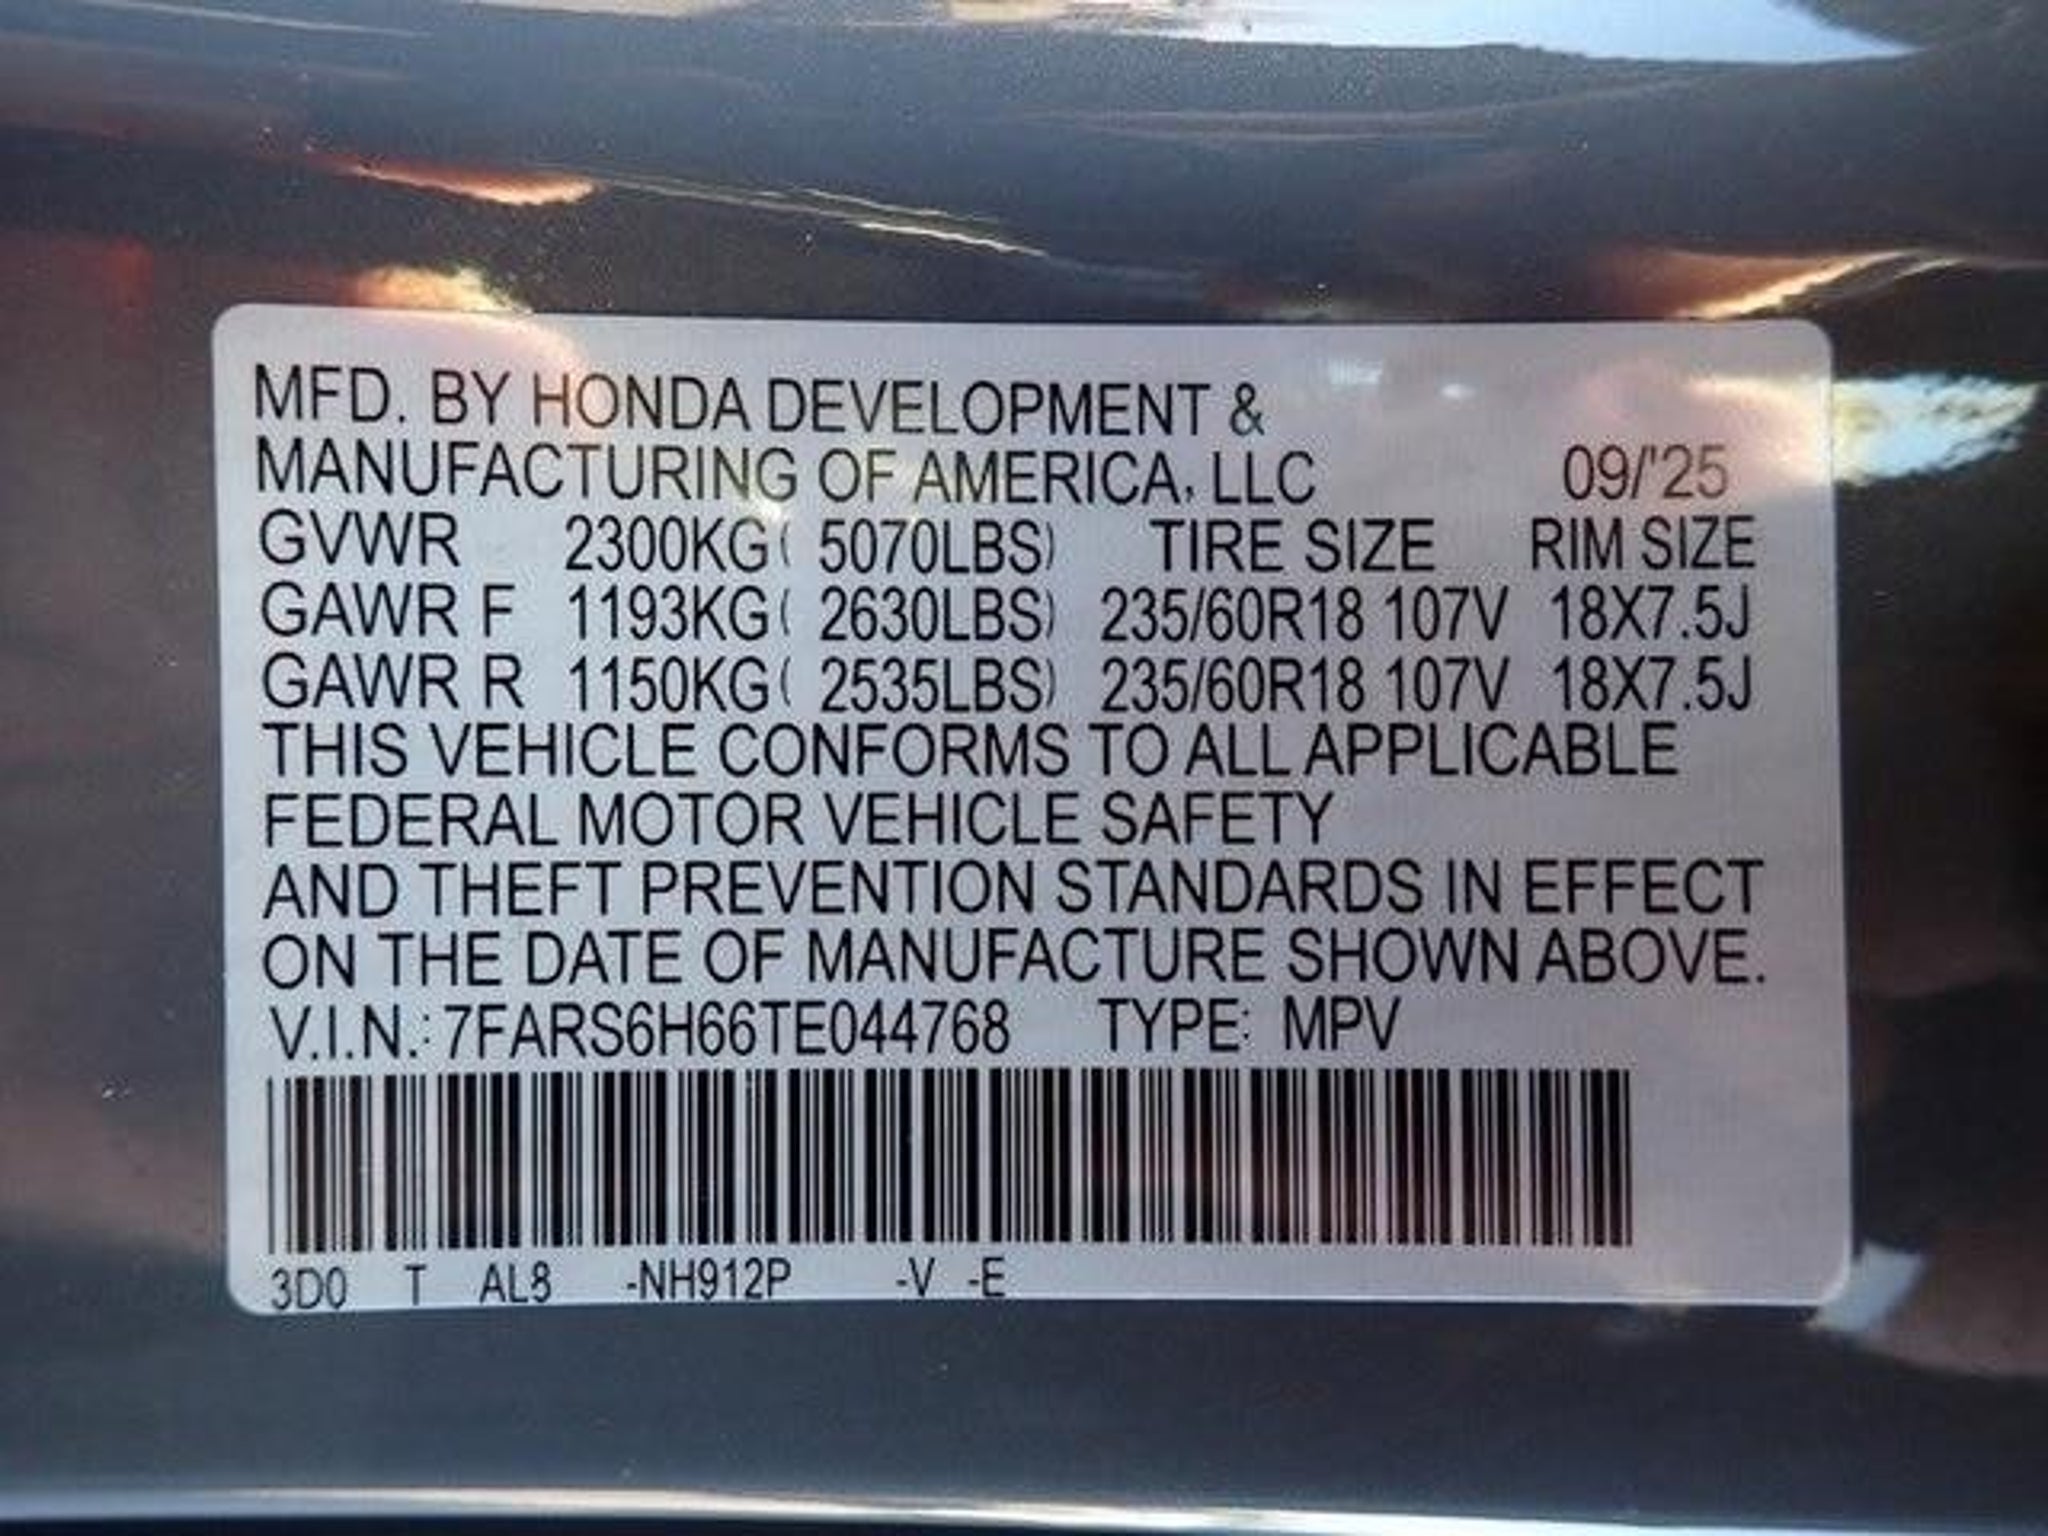 MFD. BY HONDA DEVELOPMENT &
MANUFACTURING OF AMERICA, LLC 09/'25
GVWR 2300KG( 5070LBS) TIRE SIZE RIM SIZE
GAWR F 1193KG( 2630LBS) 235/60R18 107V 18X7.5J
GAWR R 1150KG( 2535LBS) 235/60R18 107V 18X7.5J
THIS VEHICLE CONFORMS TO ALL APPLICABLE
FEDERAL MOTOR VEHICLE SAFETY
AND THEFT PREVENTION STANDARDS IN EFFECT
ON THE DATE OF MANUFACTURE SHOWN ABOVE.
V.I.N.: 7FARS6H66TE044768 TYPE: MPV
3D0 T AL8 -NH912P -V -E